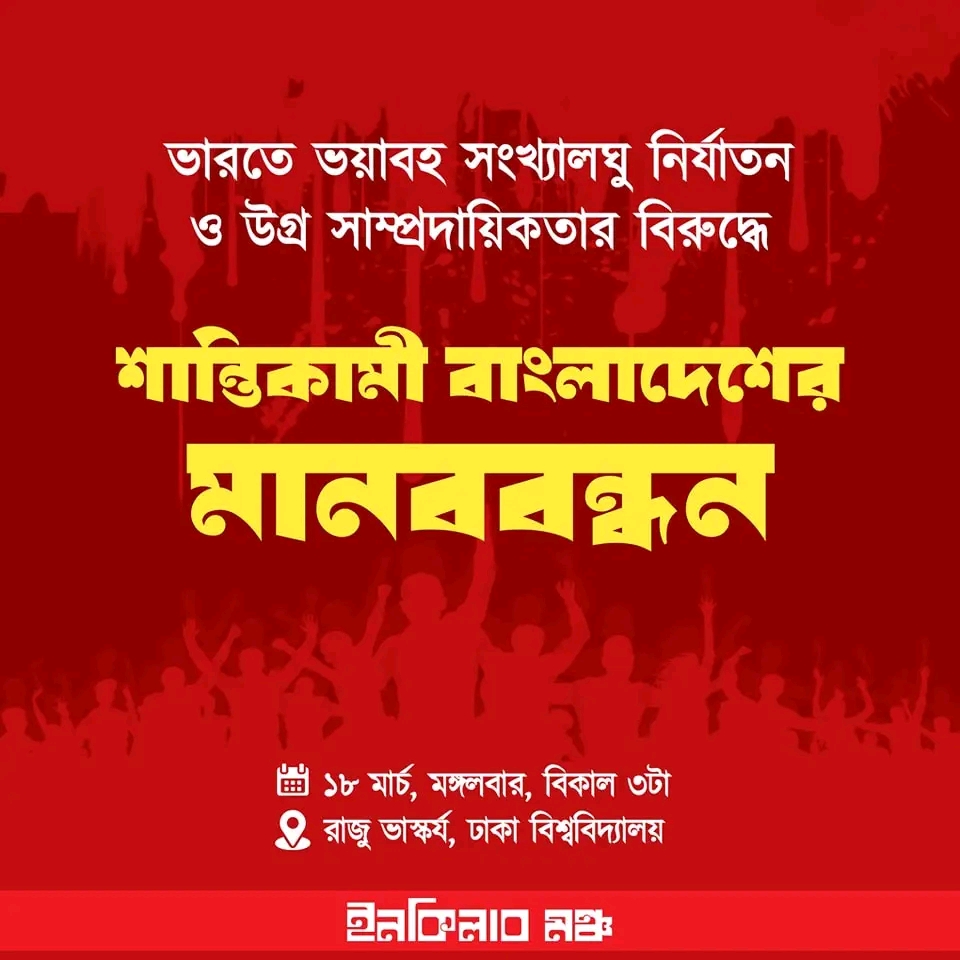 ভারতে ভয়াবহ সংখ্যালঘু নির্যাতন
ও উগ্র সাম্প্রদায়িকতার বিরুদ্ধে
শান্তিকামী বাংলাদেশের
মানববন্ধন
১৮ মার্চ, মঙ্গলবার, বিকাল ৩টা
রাজু ভাস্কর্য, ঢাকা বিশ্ববিদ্যালয়
ইনকিলাব মঞ্চ